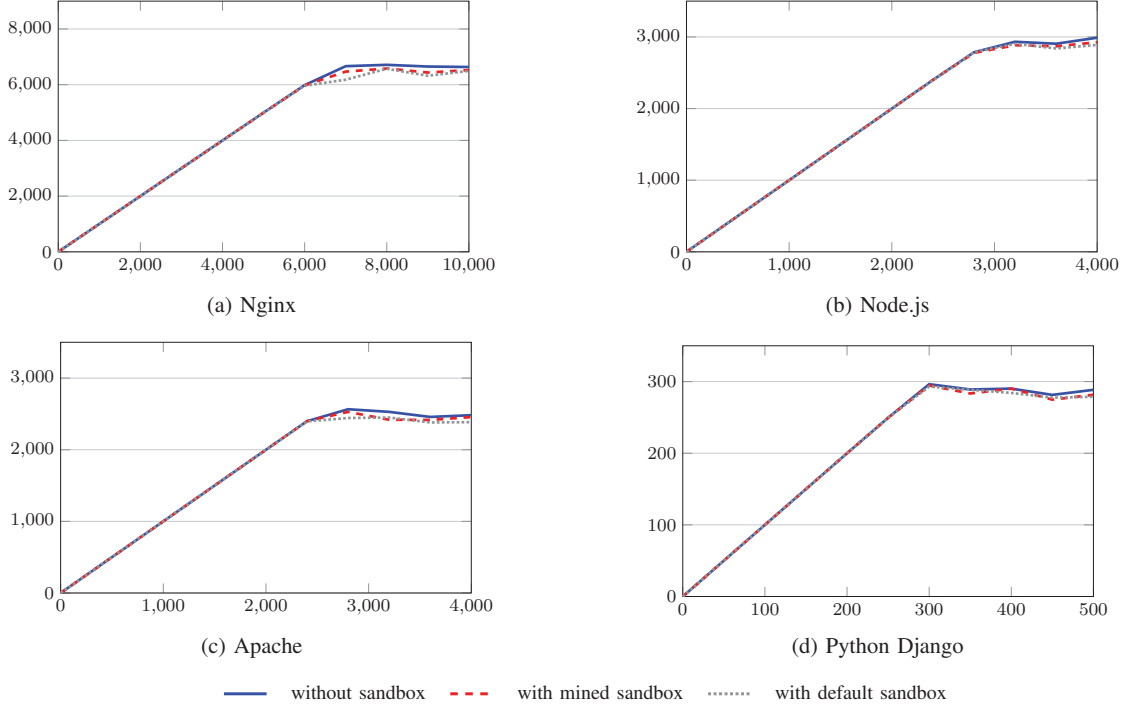 8,000
6,000
4,000
2,000
0
0 2,000 4,000 6,000 8,000 10,000
(a) Nginx
3,000
2,000
1,000
0
0 1,000 2,000 3,000 4,000
(b) Node.js
3,000
2,000
1,000
0
0 1,000 2,000 3,000 4,000
(c) Apache
300
200
100
0
0 100 200 300 400 500
(d) Python Django
without sandbox with mined sandbox with default sandbox